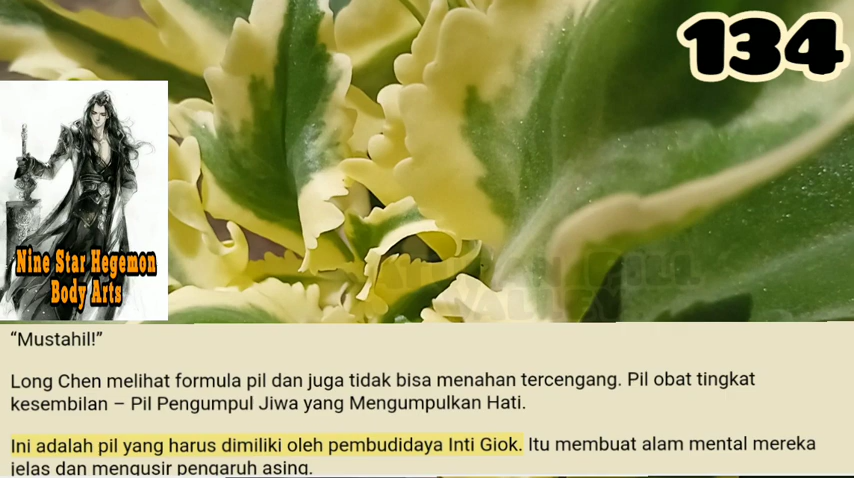 134
Nine Star Hegemon
Body Arts
“Mustahil!”
Long Chen melihat formula pil dan juga tidak bisa menahan tercengang. Pil obat tingkat
kesembilan – Pil Pengumpul Jiwa yang Mengumpulkan Hati.
Ini adalah pil yang harus dimiliki oleh pembudidaya Inti Giok. Itu membuat alam mental mereka
jelas dan mengusir pengaruh asing.